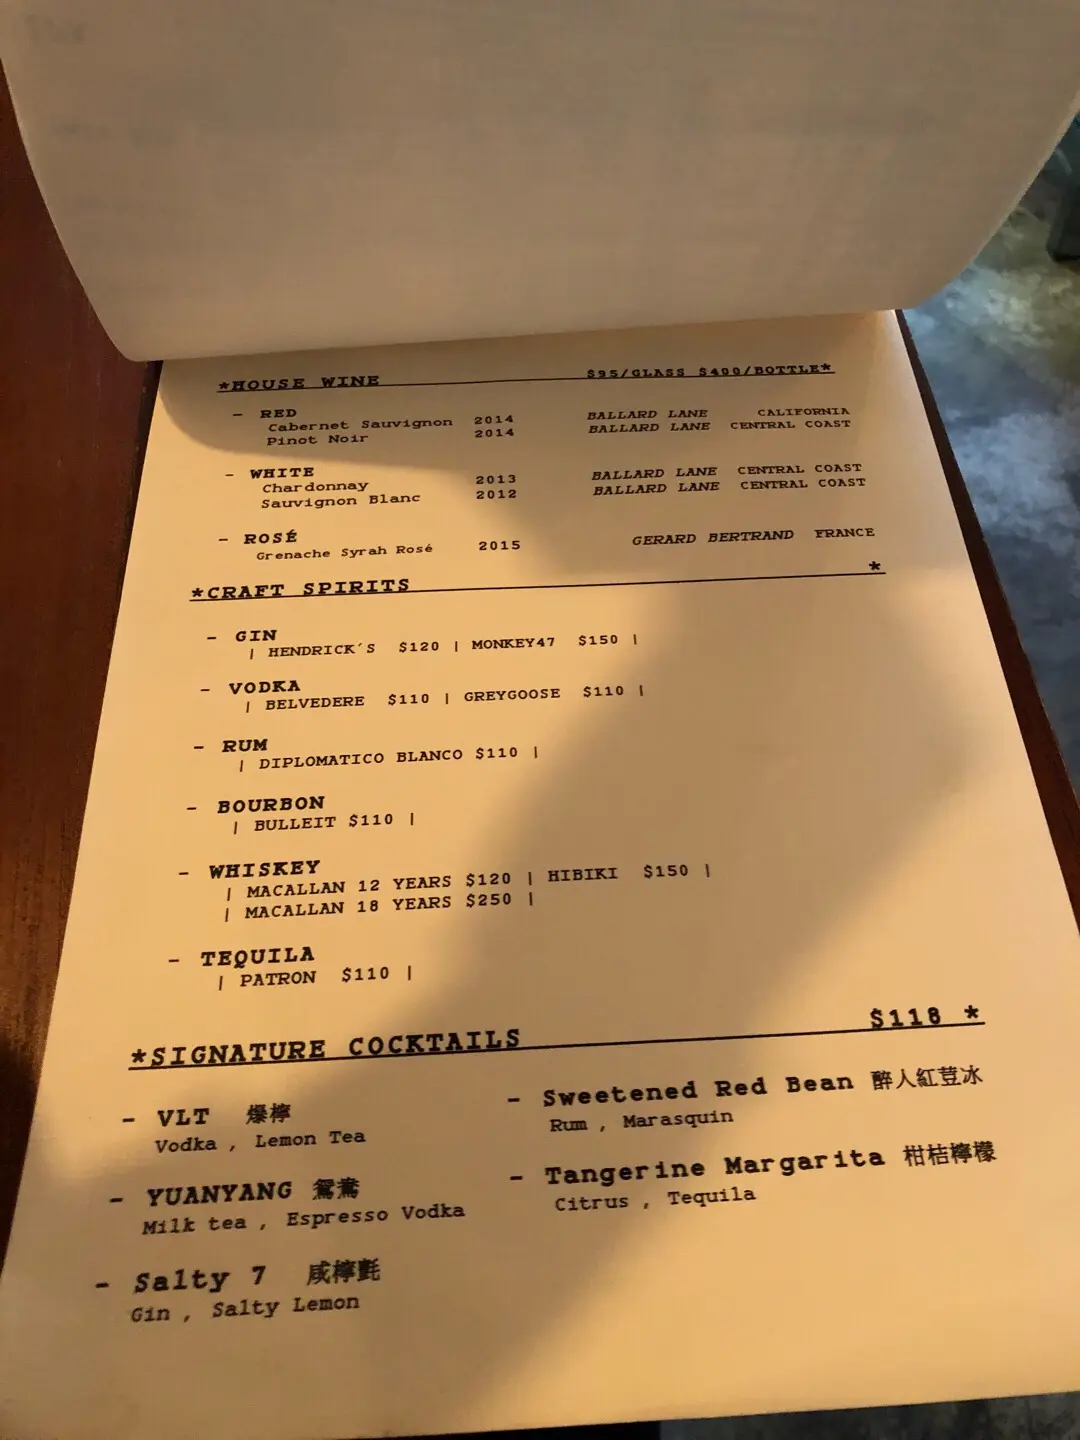 *HOUSE WINE $95/GLASS $400/BOTTLE*
- RED
Cabernet Sauvignon 2014 BALLARD LANE CALIFORNIA
Pinot Noir 2014 BALLARD LANE CENTRAL COAST
- WHITE
Chardonnay 2013 BALLARD LANE CENTRAL COAST
Sauvignon Blanc 2012 BALLARD LANE CENTRAL COAST
- ROSÉ
Grenache Syrah Rosé 2015 GERARD BERTRAND FRANCE
*CRAFT SPIRITS *
- GIN
| HENDRICK´S $120 | MONKEY47 $150 |
- VODKA
| BELVEDERE $110 | GREYGOOSE $110 |
- RUM
| DIPLOMATICO BLANCO $110 |
- BOURBON
| BULLEIT $110 |
- WHISKEY
| MACALLAN 12 YEARS $120 | HIBIKI $150 |
| MACALLAN 18 YEARS $250 |
- TEQUILA
| PATRON $110 |
*SIGNATURE COCKTAILS $118 *
- VLT 爆檸
Vodka , Lemon Tea
- YUANYANG 鴛鴦
Milk tea , Espresso Vodka
- Salty 7 咸檸
Gin , Salty Lemon
- Sweetened Red Bean 醉人紅荳冰
Rum , Marasquin
- Tangerine Margarita 柑桔檸檬
Citrus , Tequila